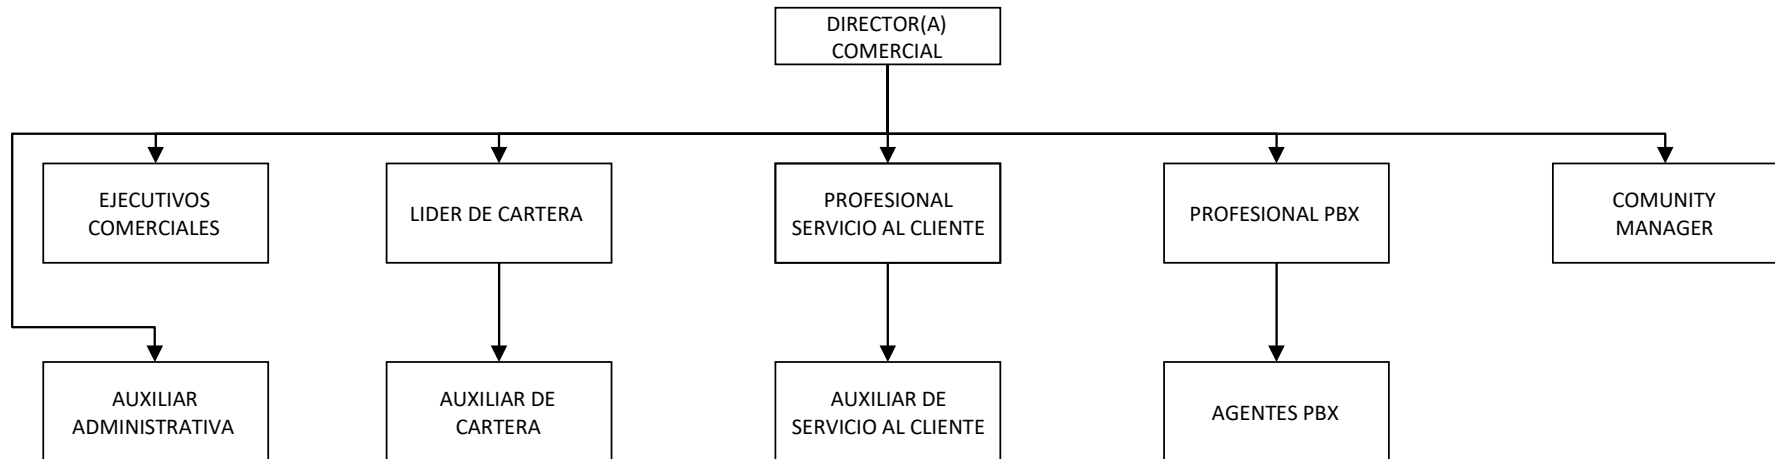 DIRECTOR(A)
COMERCIAL
EJECUTIVOS
COMERCIALES
LIDER DE CARTERA
PROFESIONAL
SERVICIO AL CLIENTE
PROFESIONAL PBX
COMUNITY
MANAGER
AUXILIAR
ADMINISTRATIVA
AUXILIAR DE
CARTERA
AUXILIAR DE
SERVICIO AL CLIENTE
AGENTES PBX